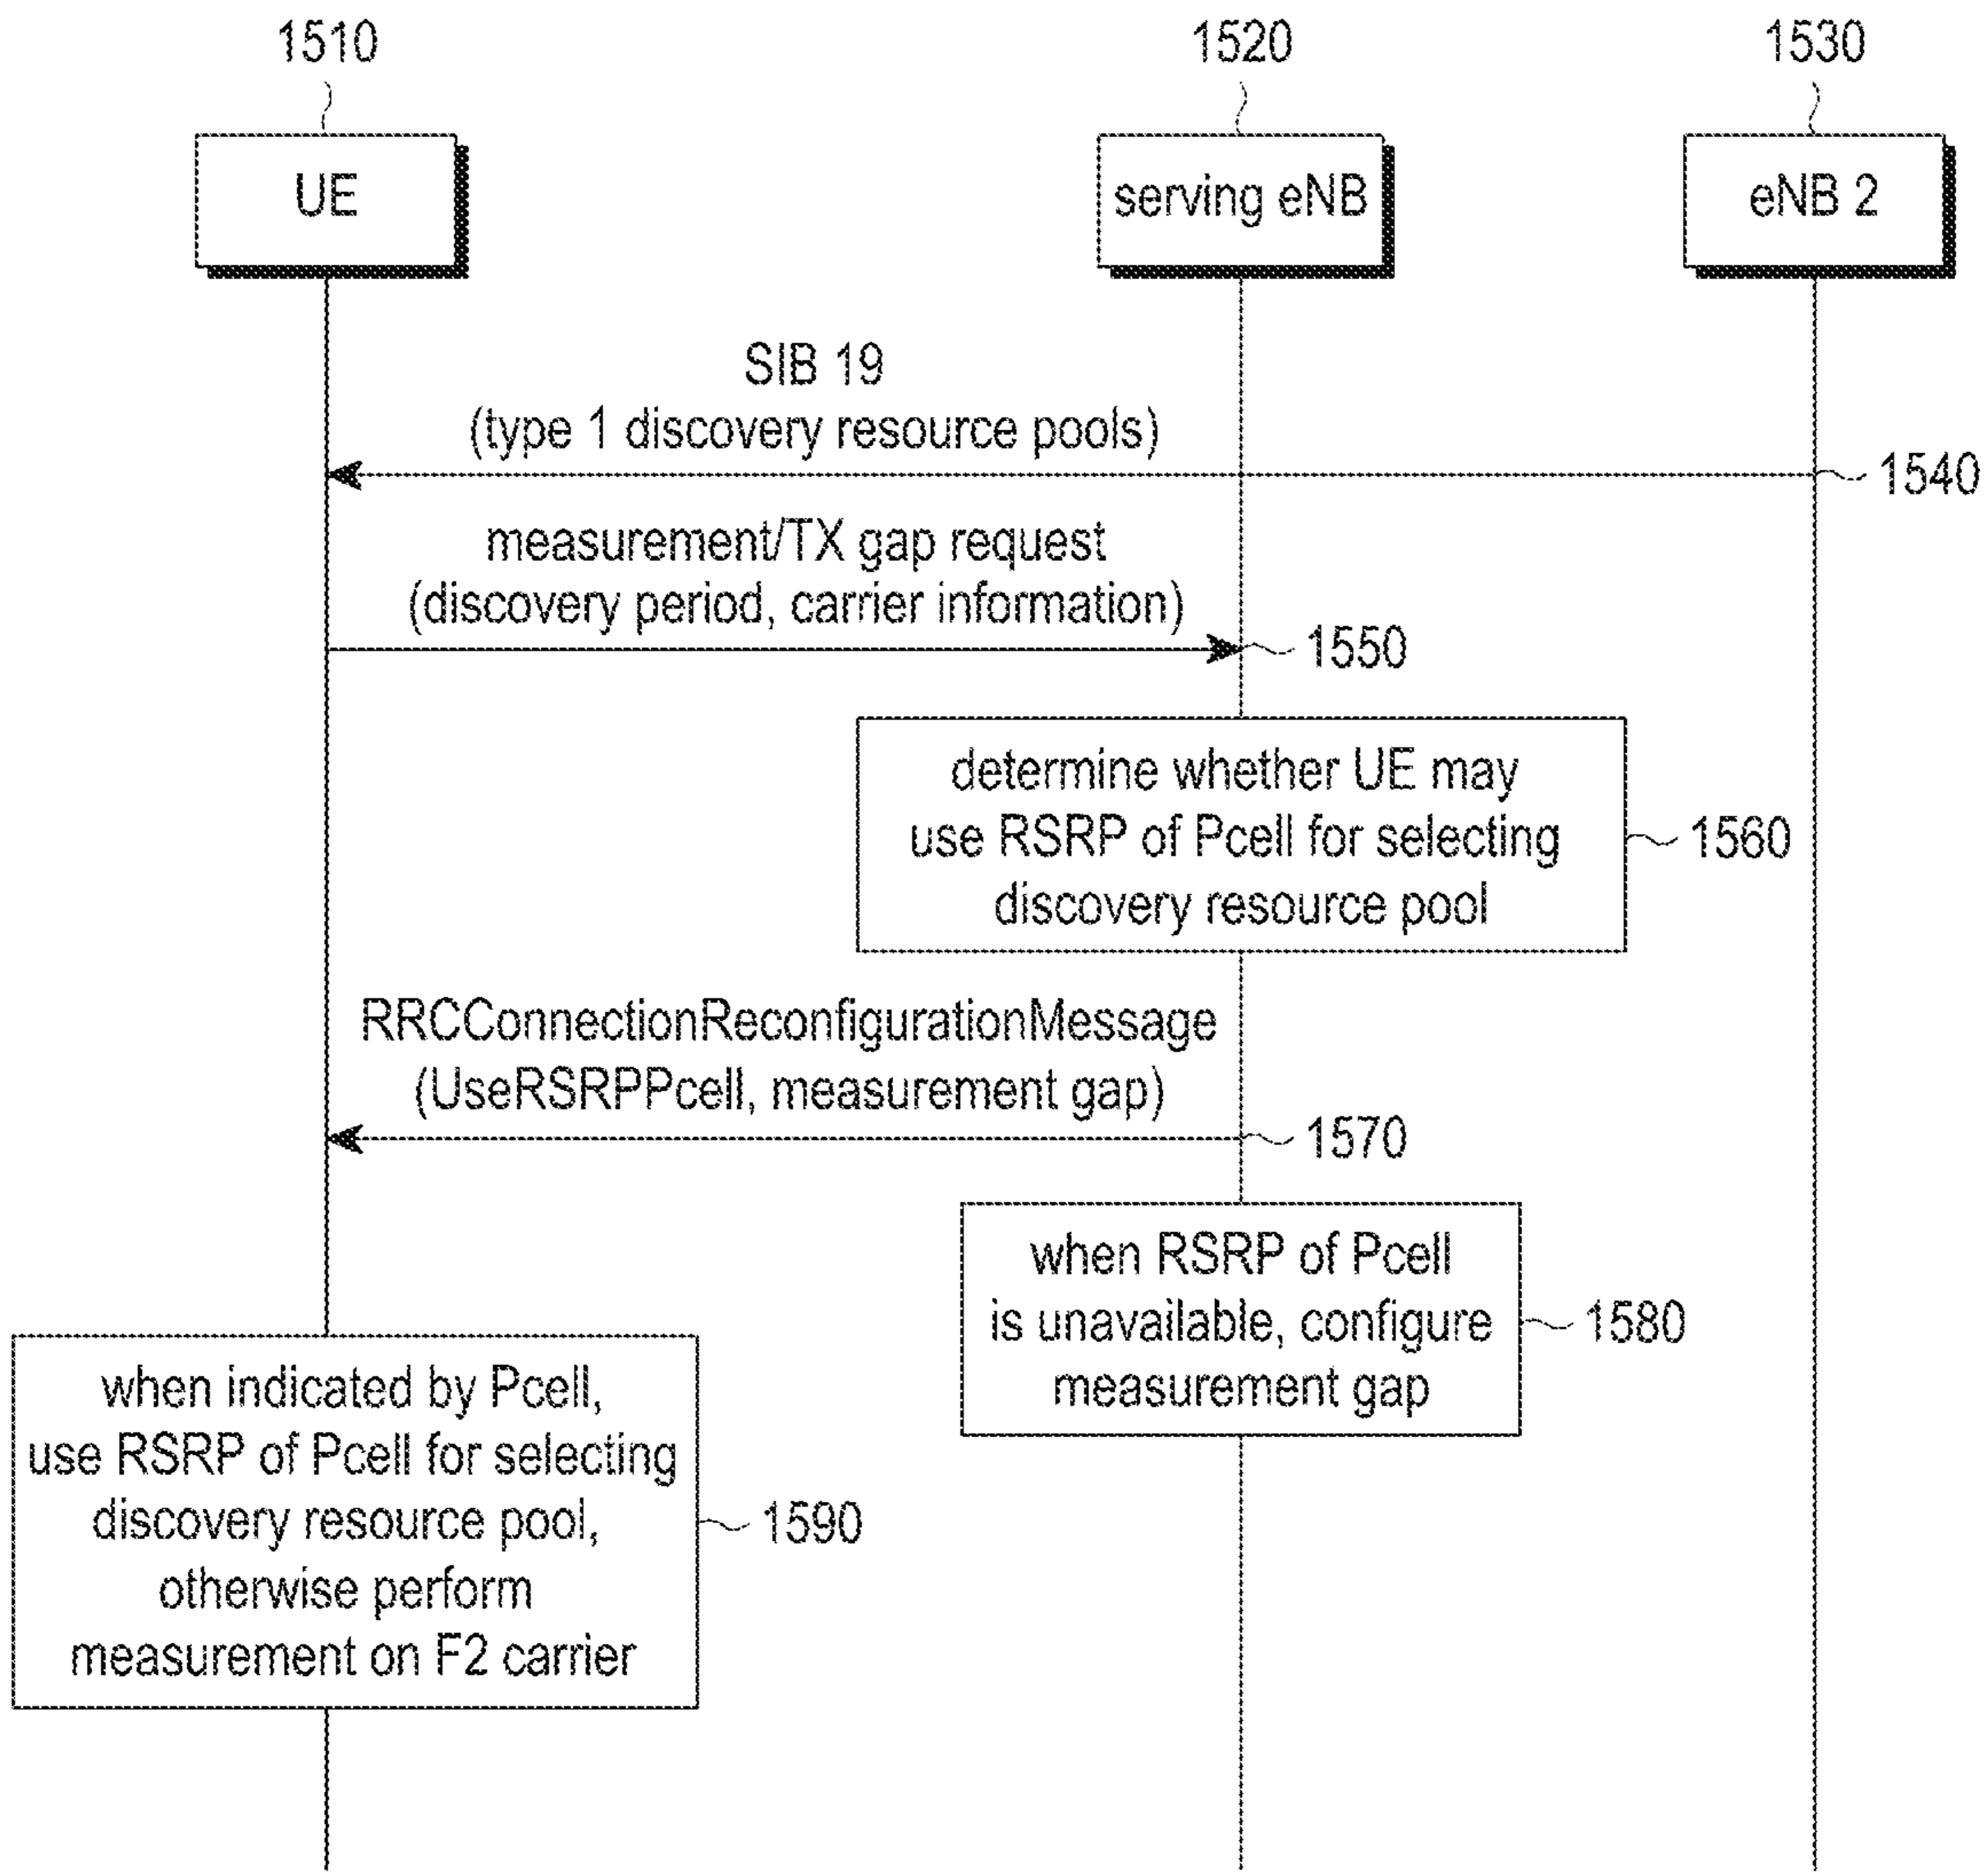 1510
1520
1530
UE
serving eNB
eNB 2
SIB 19
(type 1 discovery resource pools)
1540
measurement/TX gap request
(discovery period, carrier information)
1550
determine whether UE may
use RSRP of Pcell for selecting
discovery resource pool
1560
RRCConnectionReconfigurationMessage
(UseRSRPPcell, measurement gap)
1570
when RSRP of Pcell
is unavailable, configure
measurement gap
1580
when indicated by Pcell,
use RSRP of Pcell for selecting
discovery resource pool,
otherwise perform
measurement on F2 carrier
1590